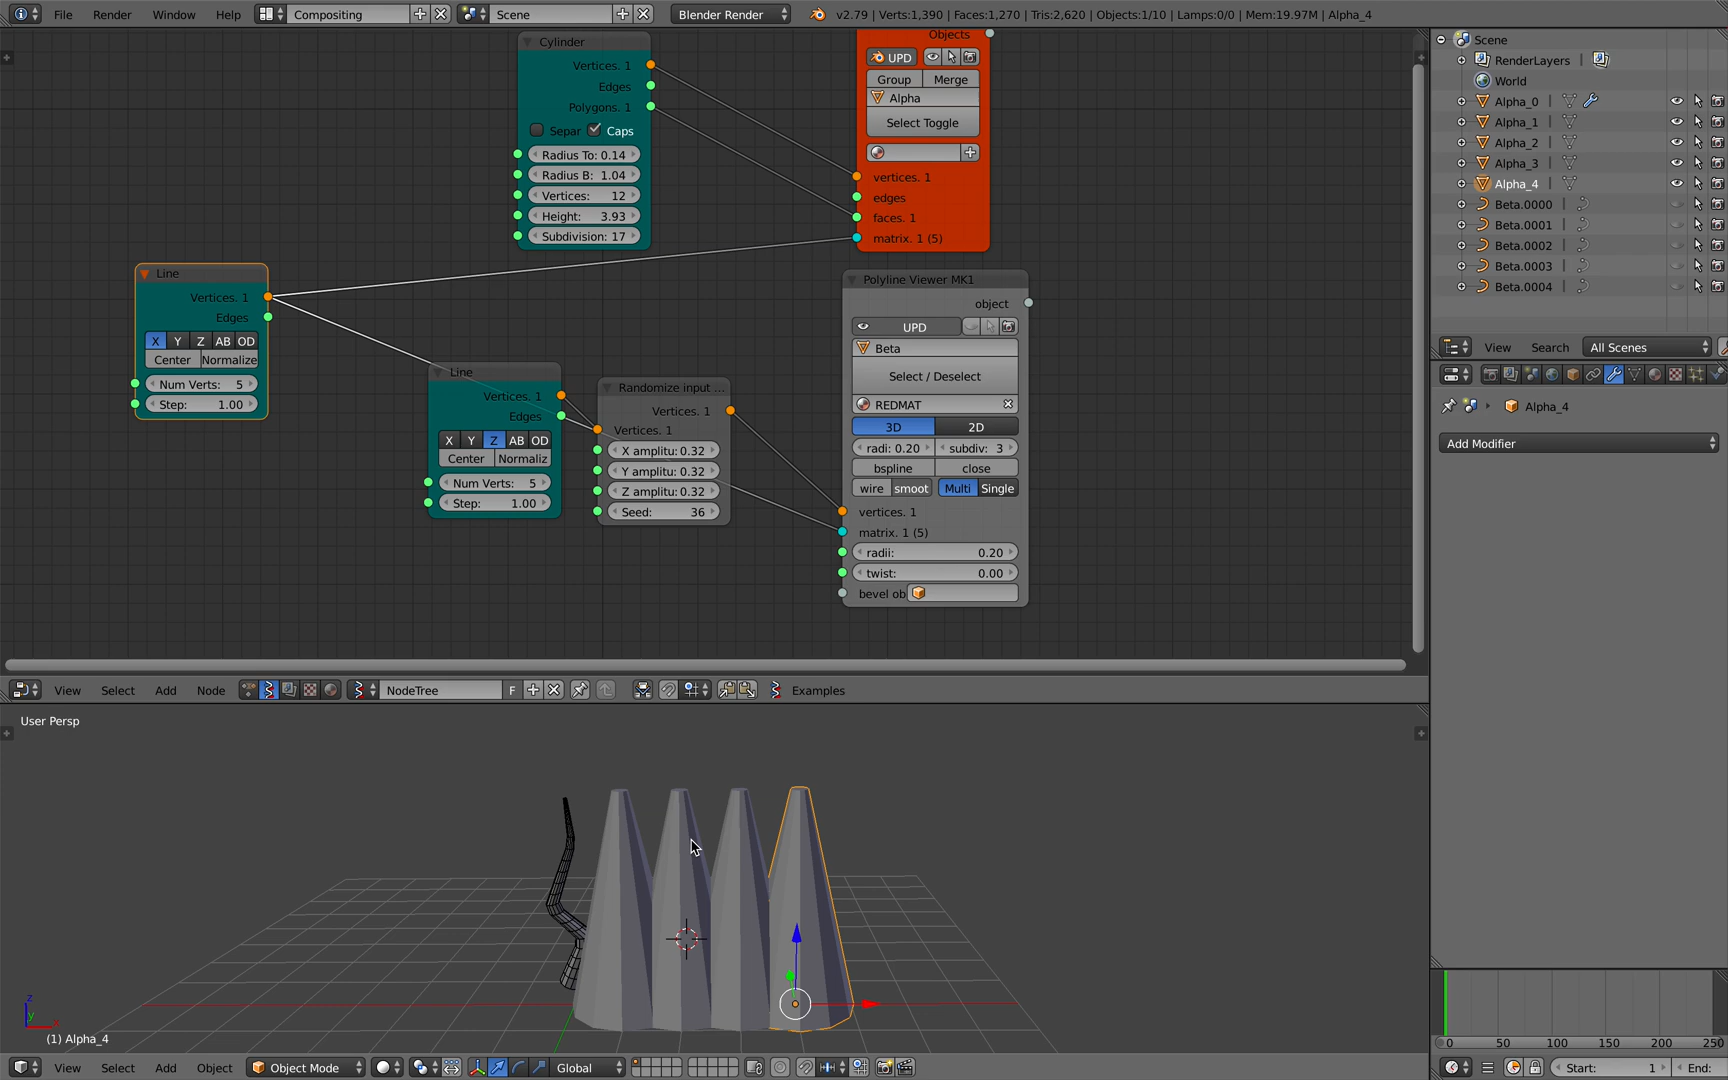 File Render Window Help Compositing Scene Blender Render v2.79 | Verts:1,390 | Faces:1,270 | Tris:2,620 | Objects:1/10 | Lamps:0/0 | Mem:19.97M | Alpha_4
Cylinder
Vertices. 1
Edges
Polygons. 1
Separ Caps
Radius To: 0.14
Radius B: 1.04
Vertices: 12
Height: 3.93
Subdivision: 17
Objects
UPD
Group Merge
Alpha
Select Toggle
vertices. 1
edges
faces. 1
matrix. 1 (5)
Line
Vertices. 1
Edges
X Y Z AB OD
Center Normalize
Num Verts: 5
Step: 1.00
Line
Vertices. 1
Edges
X Y Z AB OD
Center Normaliz
Num Verts: 5
Step: 1.00
Randomize input ...
Vertices. 1
Vertices. 1
X amplitu: 0.32
Y amplitu: 0.32
Z amplitu: 0.32
Seed: 36
Polyline Viewer MK1
object
UPD
Beta
Select / Deselect
REDMAT
3D 2D
radi: 0.20 subdiv: 3
bspline close
wire smoot Multi Single
vertices. 1
matrix. 1 (5)
radii: 0.20
twist: 0.00
bevel ob
View Select Add Node NodeTree F Examples
User Persp
z
y
x
(1) Alpha_4
View Select Add Object Object Mode Global
Scene
RenderLayers |
World
Alpha_0 |
Alpha_1 |
Alpha_2 |
Alpha_3 |
Alpha_4 |
Beta.0000 |
Beta.0001 |
Beta.0002 |
Beta.0003 |
Beta.0004 |
View Search All Scenes
Alpha_4
Add Modifier
0 50 100 150 200 250
Start: 1 End: